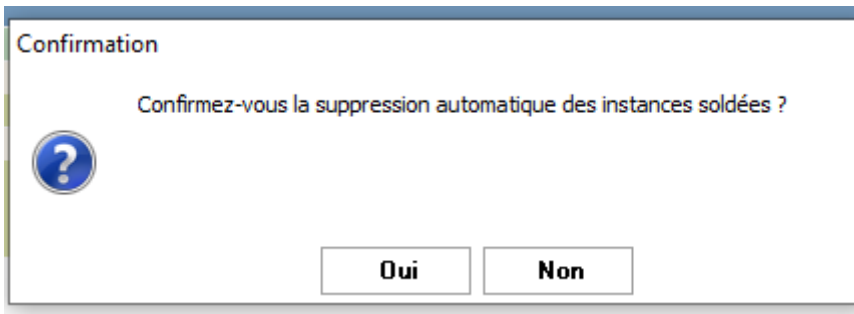 Confirmation
Confirmez-vous la suppression automatique des instances soldées ?
Oui
Non